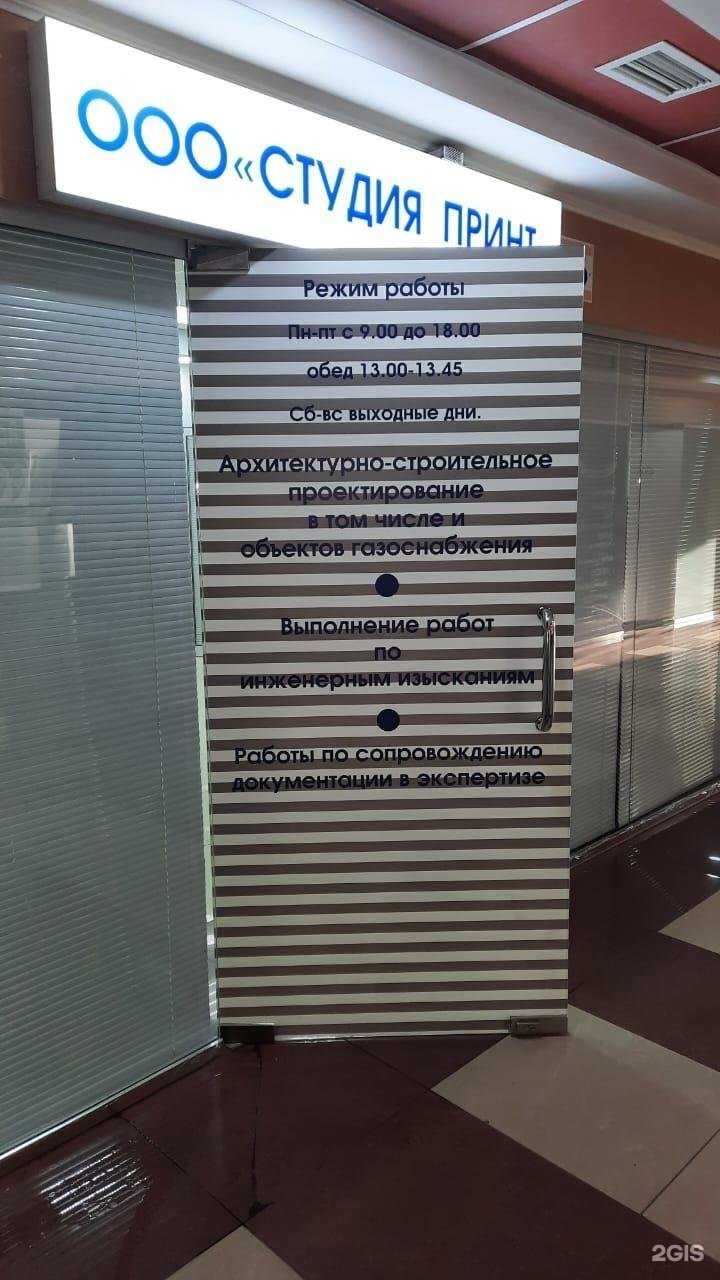 ООО «СТУДИЯ ПРИНТ
Режим работы
Пн-пт с 9.00 до 18.00
обед 13.00-13.45
Сб-вс выходные дни.
Архитектурно-строительное
проектирование
в том числе и
объектов газоснабжения
Выполнение работ
по
инженерным изысканиям
Работы по сопровождению
документации в экспертизе
2GIS